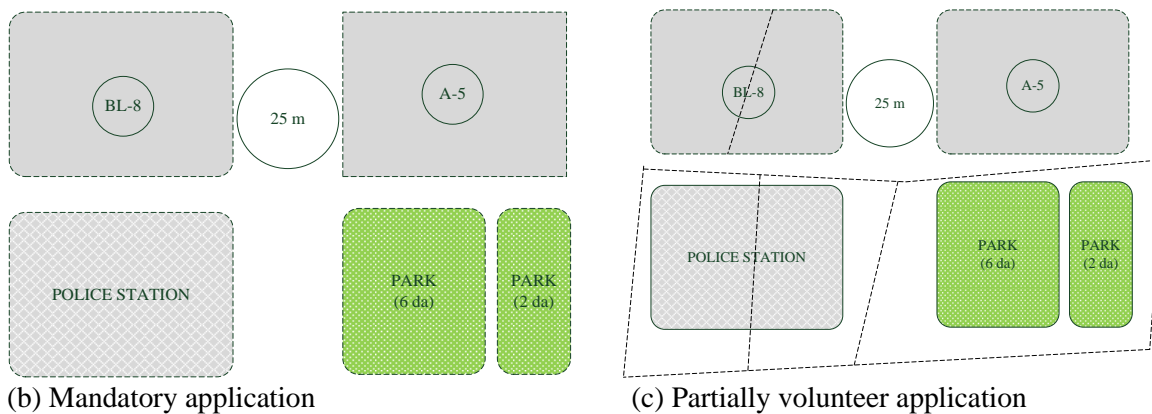 BL-8
25 m
A-5
POLICE STATION
PARK
(6 da)
PARK
(2 da)
(b) Mandatory application
BL-8
25 m
A-5
POLICE STATION
PARK
(6 da)
PARK
(2 da)
(c) Partially volunteer application